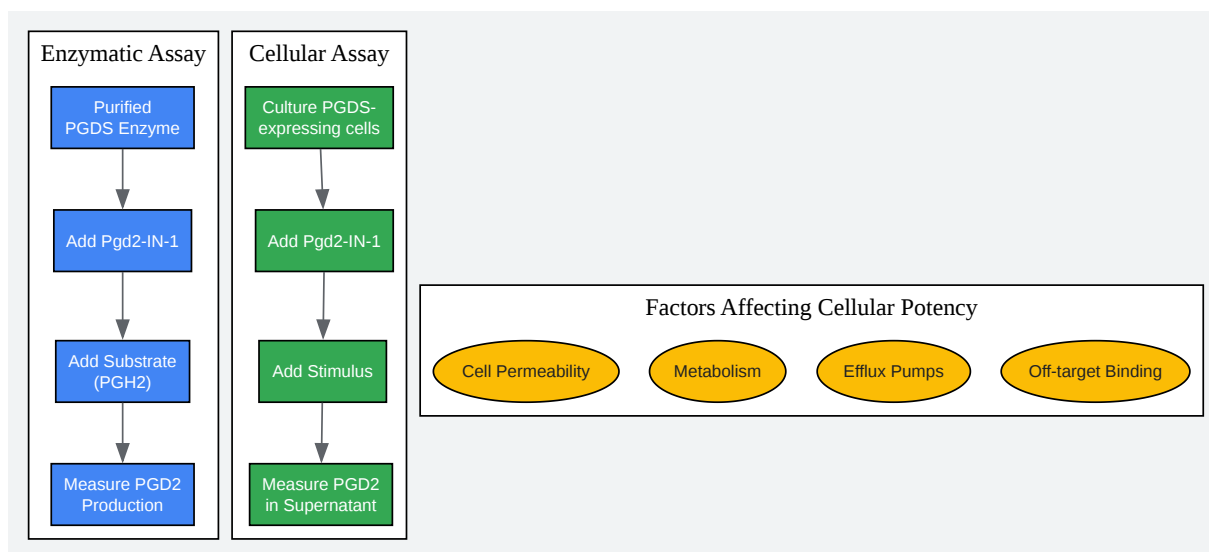 Enzymatic Assay
Purified
PGDS Enzyme
Add Pgd2-IN-1
Add Substrate
(PGH2)
Measure PGD2
Production
Cellular Assay
Culture PGDS-
expressing cells
Add Pgd2-IN-1
Add Stimulus
Measure PGD2
in Supernatant
Factors Affecting Cellular Potency
Cell Permeability
Metabolism
Efflux Pumps
Off-target Binding